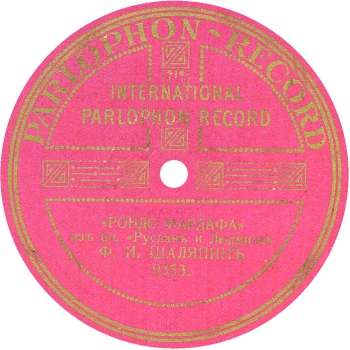 PARLOPHON-RECORD
INTERNATIONAL
PARLOPHON RECORD
«РОНДО ФАРЛАФА»
изъ оп. «Русланъ и Людмила»
Ф. И. ШАЛЯПИНЪ